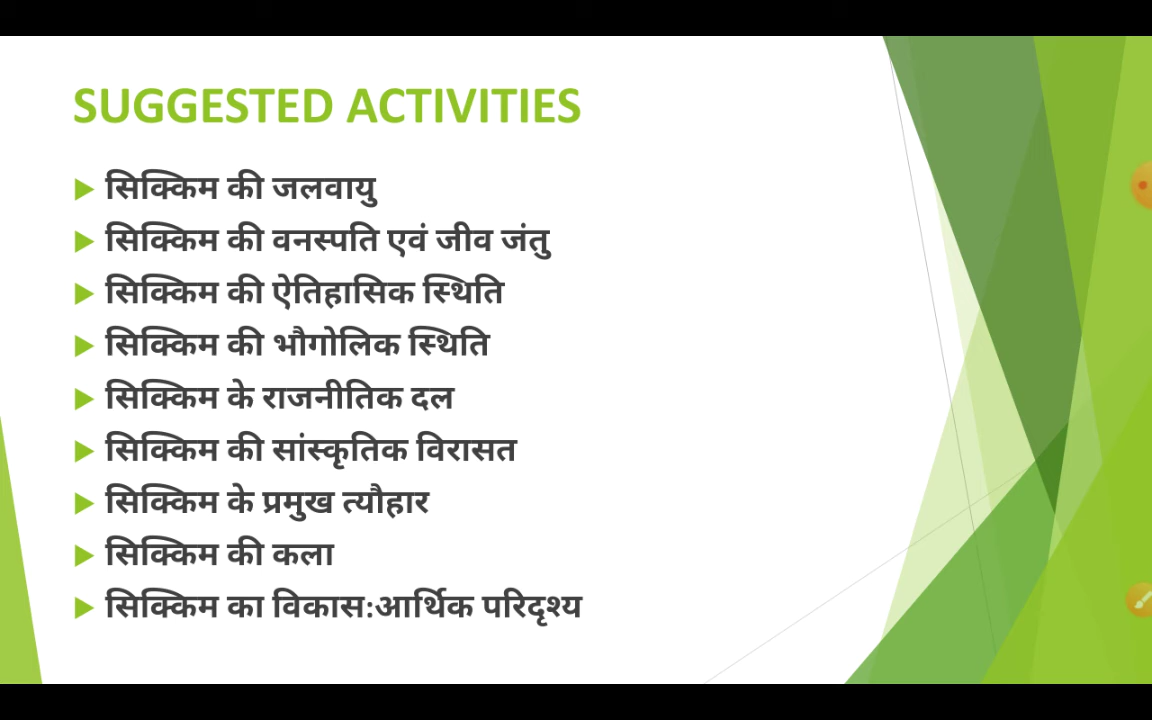 SUGGESTED ACTIVITIES
सिक्किम की जलवायु
सिक्किम की वनस्पति एवं जीव जंतु
सिक्किम की ऐतिहासिक स्थिति
सिक्किम की भौगोलिक स्थिति
सिक्किम के राजनीतिक दल
सिक्किम की सांस्कृतिक विरासत
सिक्किम के प्रमुख त्यौहार
सिक्किम की कला
सिक्किम का विकास:आर्थिक परिदृश्य